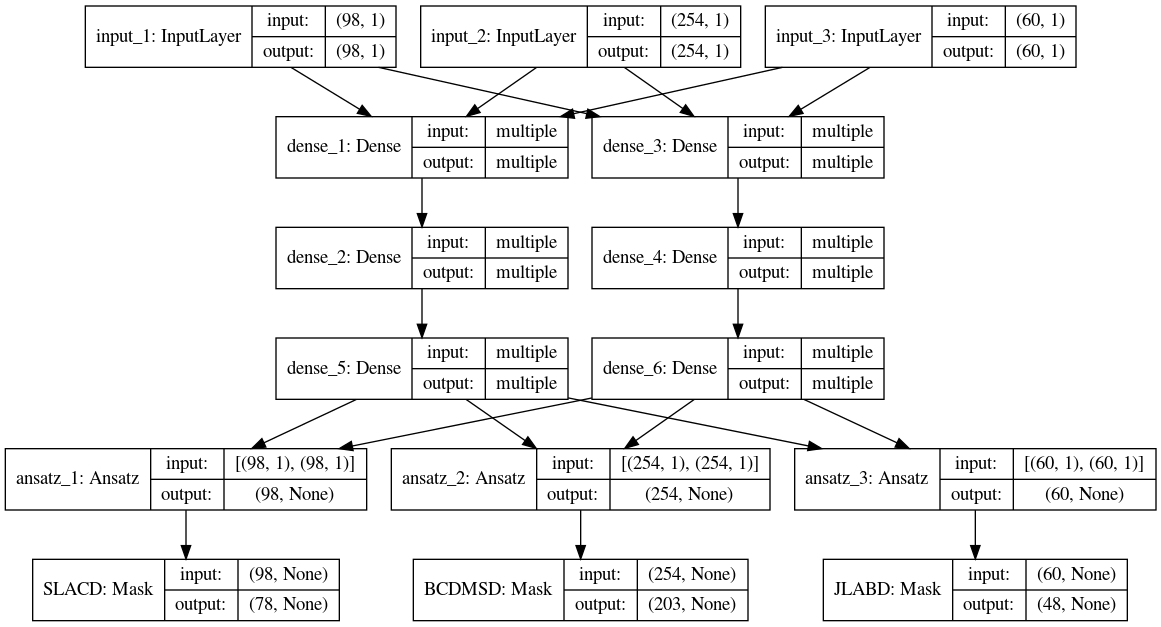 input_1: InputLayer input: (98, 1) output: (98, 1)
input_2: InputLayer input: (254, 1) output: (254, 1)
input_3: InputLayer input: (60, 1) output: (60, 1)
dense_1: Dense input: multiple output: multiple
dense_3: Dense input: multiple output: multiple
dense_2: Dense input: multiple output: multiple
dense_4: Dense input: multiple output: multiple
dense_5: Dense input: multiple output: multiple
dense_6: Dense input: multiple output: multiple
ansatz_1: Ansatz input: [(98, 1), (98, 1)] output: (98, None)
ansatz_2: Ansatz input: [(254, 1), (254, 1)] output: (254, None)
ansatz_3: Ansatz input: [(60, 1), (60, 1)] output: (60, None)
SLACD: Mask input: (98, None) output: (78, None)
BCDMSD: Mask input: (254, None) output: (203, None)
JLABD: Mask input: (60, None) output: (48, None)